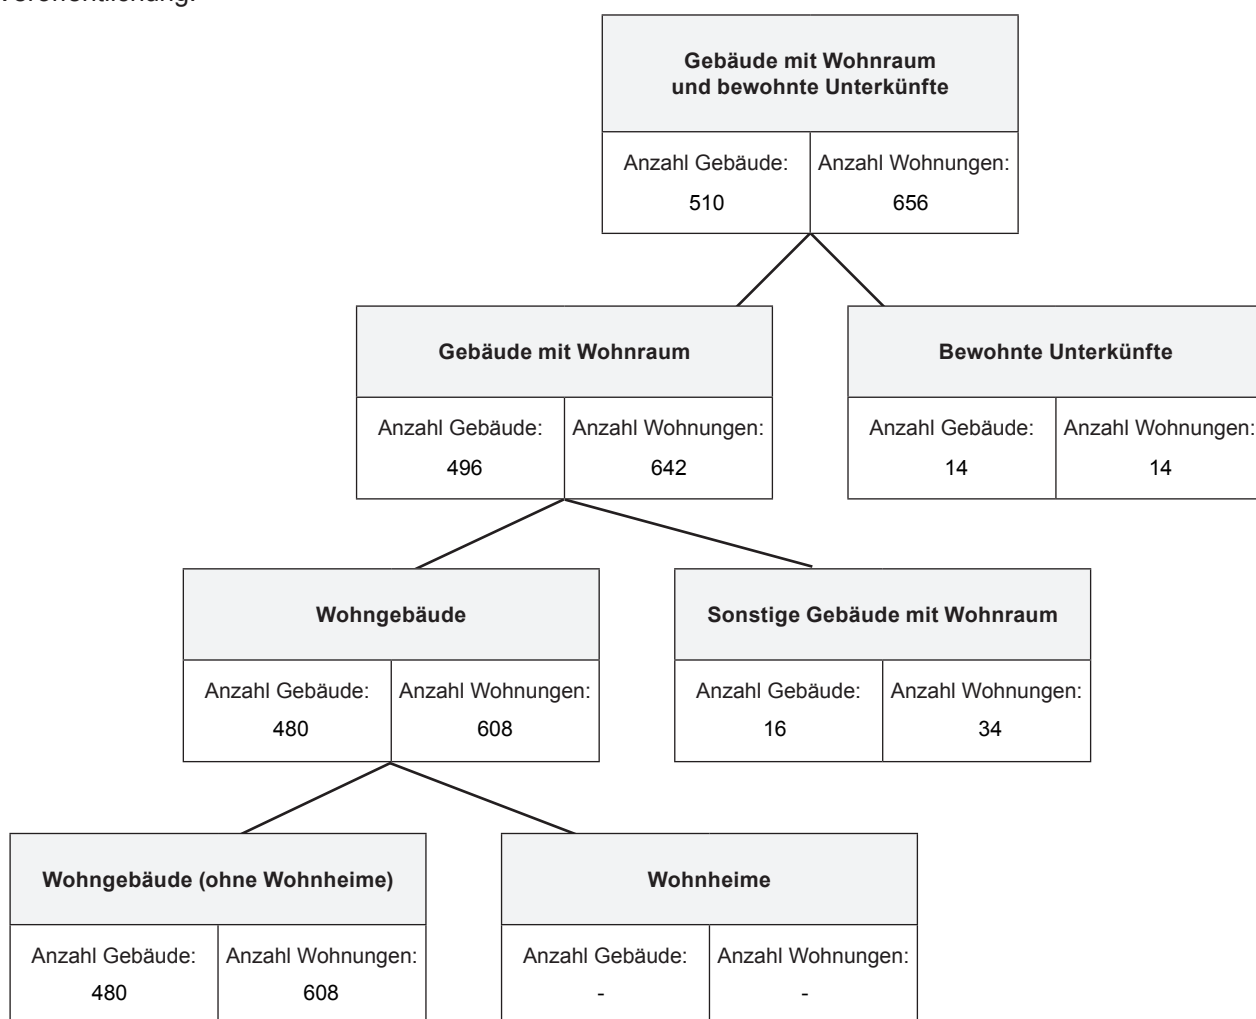 Veröffentlichung.
Gebäude mit Wohnraum
und bewohnte Unterkünfte
Anzahl Gebäude: Anzahl Wohnungen:
510 656
Gebäude mit Wohnraum Bewohnte Unterkünfte
Anzahl Gebäude: Anzahl Wohnungen: Anzahl Gebäude: Anzahl Wohnungen:
496 642 14 14
Wohngebäude Sonstige Gebäude mit Wohnraum
Anzahl Gebäude: Anzahl Wohnungen: Anzahl Gebäude: Anzahl Wohnungen:
480 608 16 34
Wohngebäude (ohne Wohnheime) Wohnheime
Anzahl Gebäude: Anzahl Wohnungen: Anzahl Gebäude: Anzahl Wohnungen:
480 608 - -